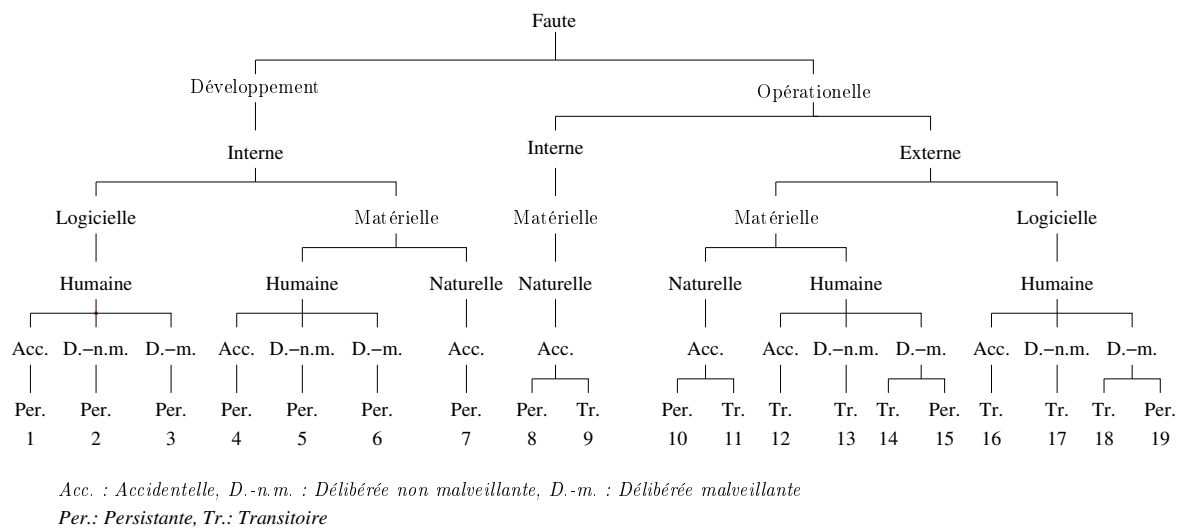 Faute
Développement Opérationelle
Interne Interne Externe
Logicielle Matérielle Matérielle Matérielle Logicielle
Humaine Humaine Naturelle Naturelle Naturelle Humaine Humaine
Acc. D.−n.m. D.−m. Acc. D.−n.m. D.−m. Acc. Acc. Acc. Acc. D.−n.m. D.−m. Acc. D.−n.m. D.−m.
Per. Per. Per. Per. Per. Per. Per. Per. Tr. Per. Tr. Tr. Tr. Tr. Per. Tr. Tr. Tr. Per.
1 2 3 4 5 6 7 8 9 10 11 12 13 14 15 16 17 18 19
Acc. : Accidentelle, D.-n.m. : Délibérée non malveillante, D.-m. : Délibérée malveillante
Per.: Persistante, Tr.: Transitoire